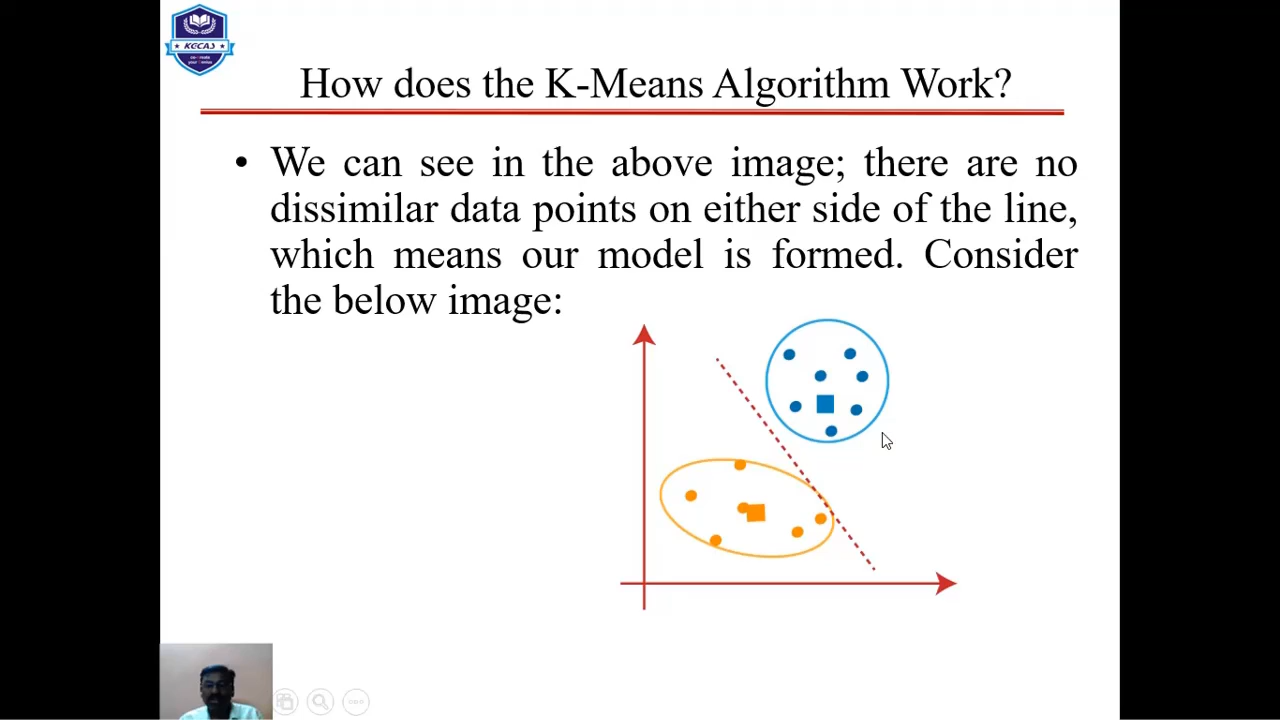 KGCAS
How does the K-Means Algorithm Work?
• We can see in the above image; there are no
dissimilar data points on either side of the line,
which means our model is formed. Consider
the below image: